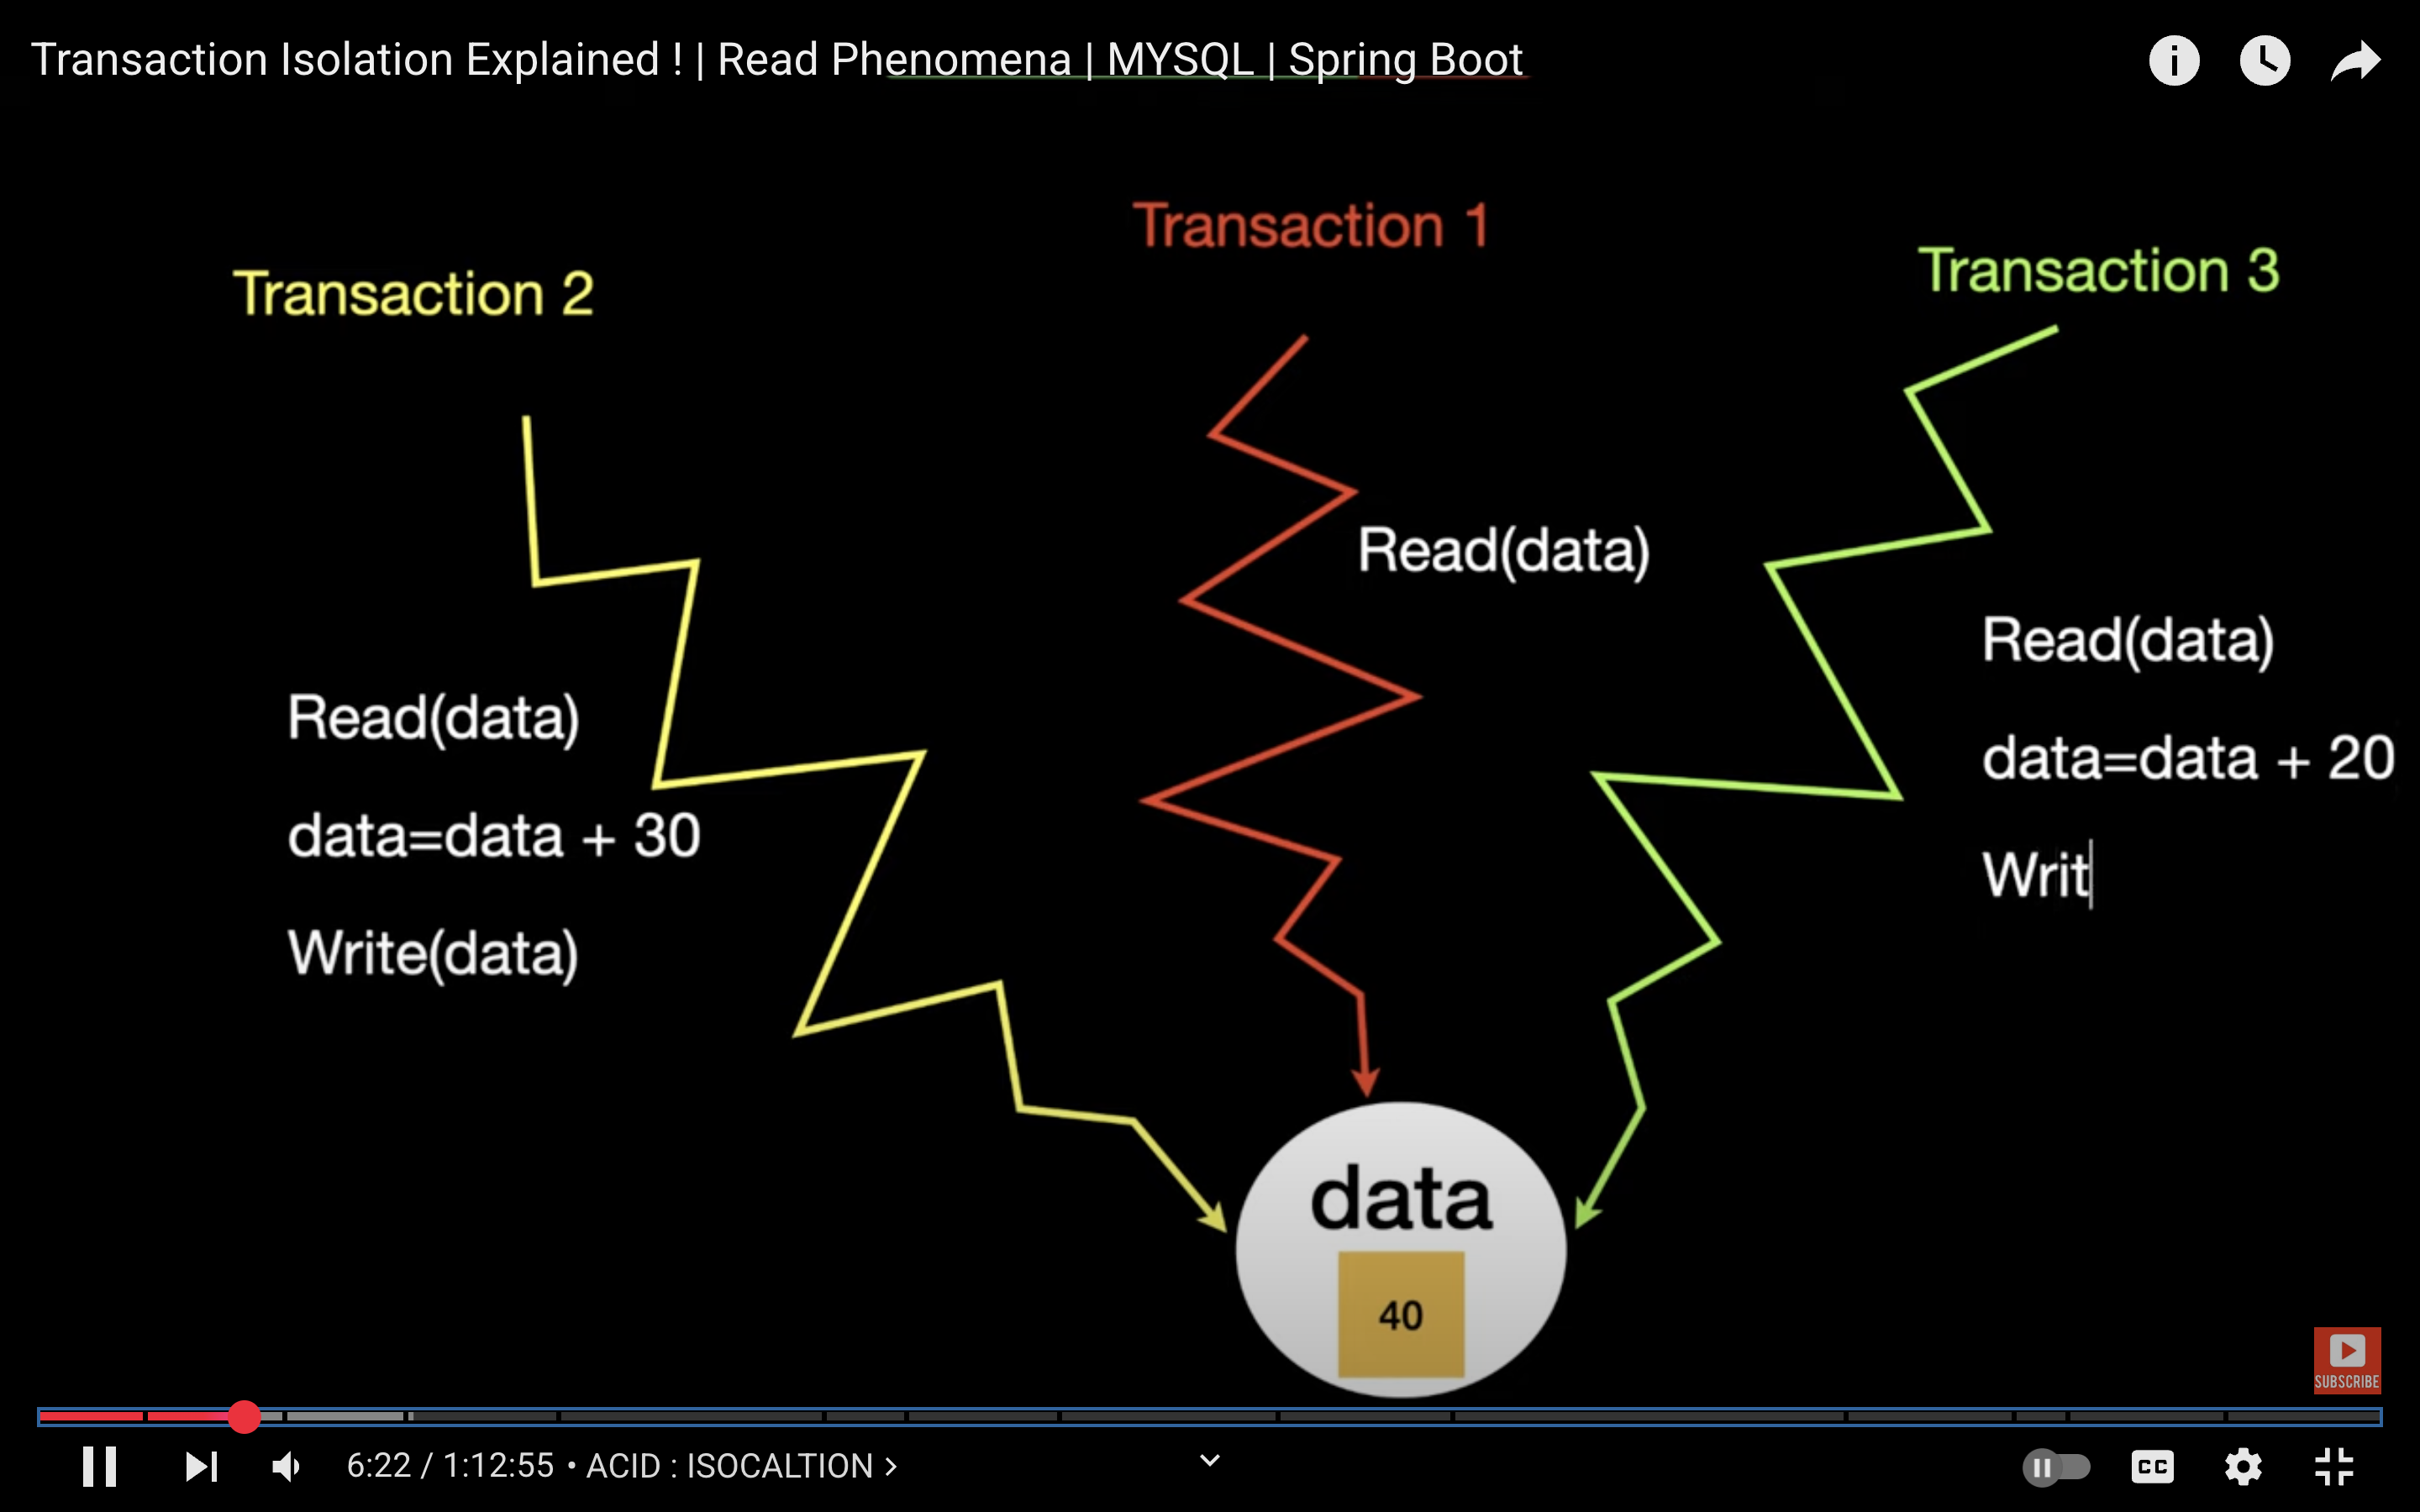 Transaction Isolation Explained ! | Read Phenomena | MYSQL | Spring Boot
Transaction 2
Read(data)
data=data + 30
Write(data)
Transaction 1
Read(data)
Transaction 3
Read(data)
data=data + 20
Writ
data
40
SUBSCRIBE
6:22 / 1:12:55 • ACID : ISOCALTION >
CC